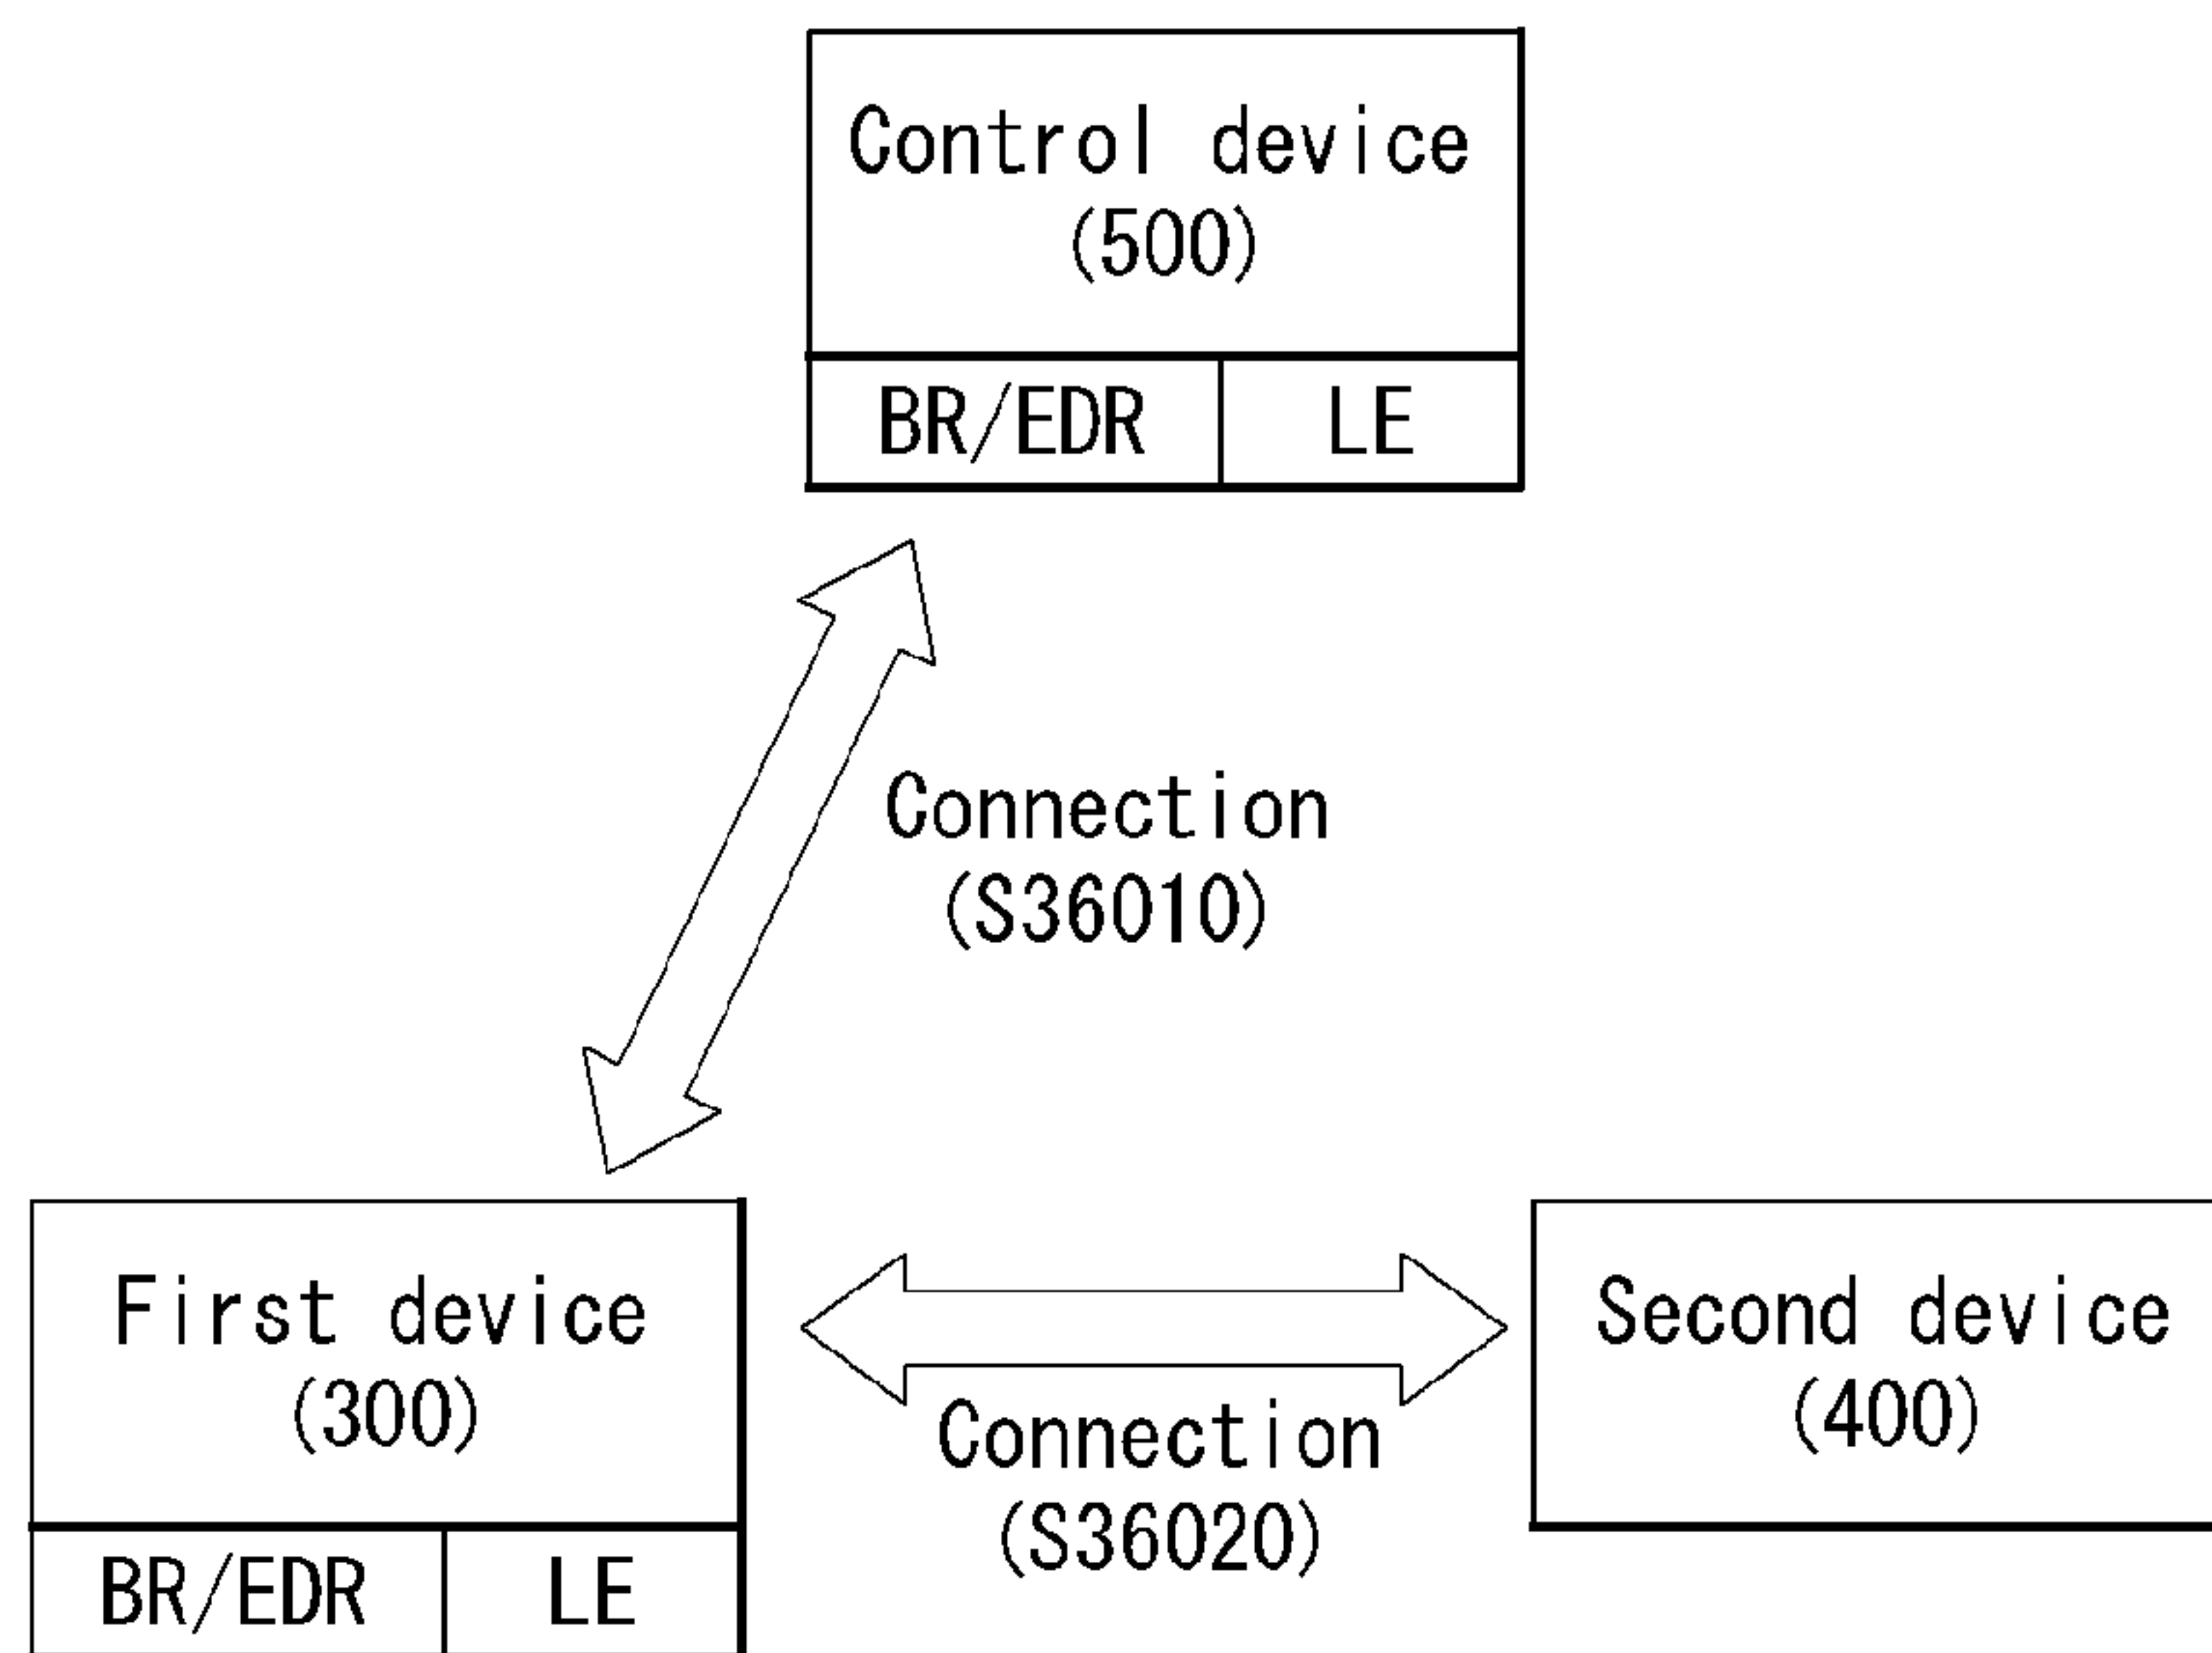 Control device
(500)
BR/EDR LE
Connection
(S36010)
First device
(300)
BR/EDR LE
Connection
(S36020)
Second device
(400)